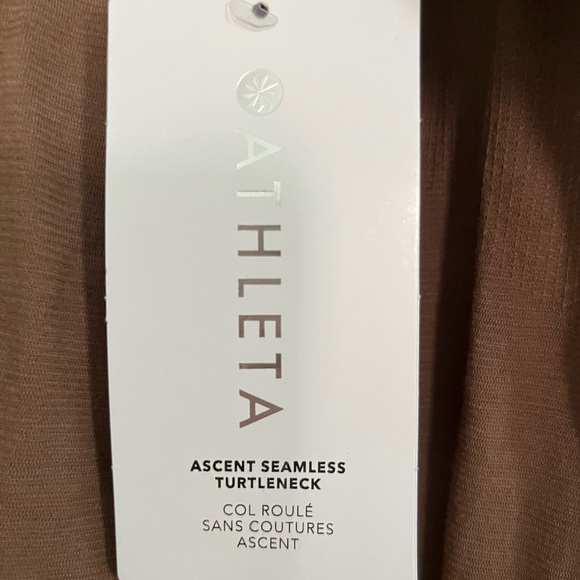 ATHLETA
ASCENT SEAMLESS
TURTLENECK
COL ROULÉ
SANS COUTURES
ASCENT